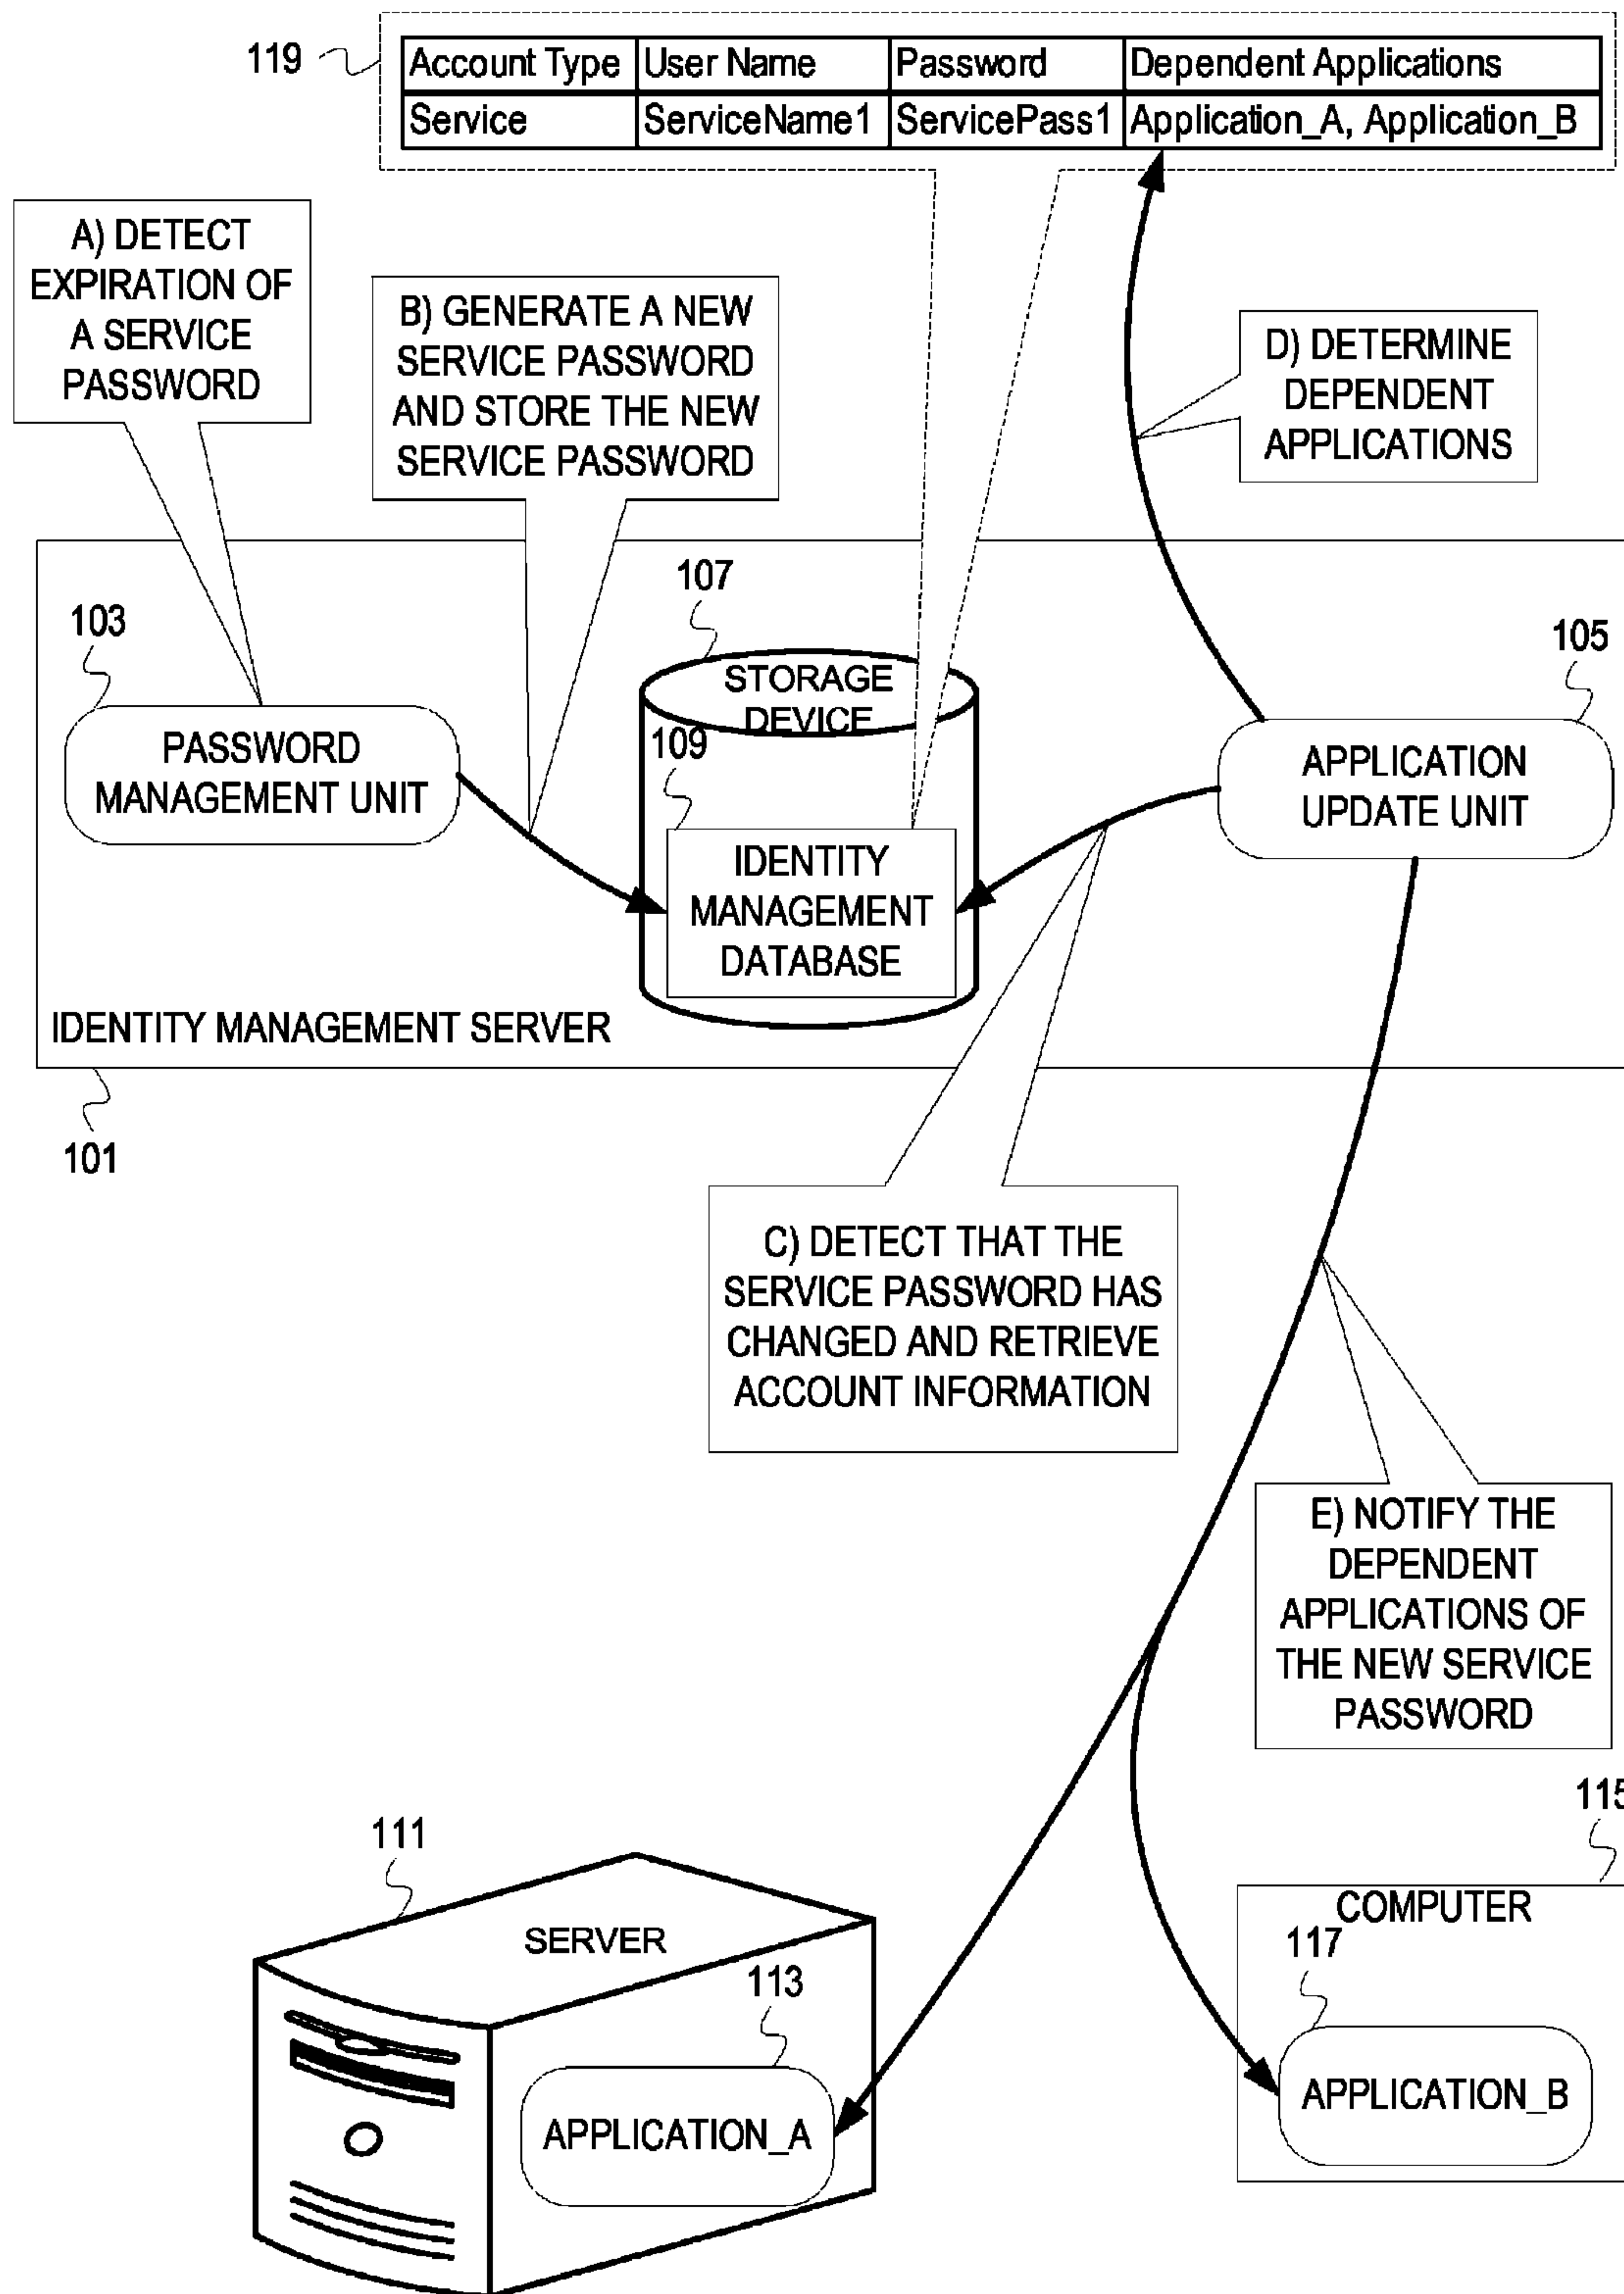 119
Account Type User Name Password Dependent Applications
Service ServiceName1 ServicePass1 Application_A, Application_B
A) DETECT
EXPIRATION OF
A SERVICE
PASSWORD
B) GENERATE A NEW
SERVICE PASSWORD
AND STORE THE NEW
SERVICE PASSWORD
D) DETERMINE
DEPENDENT
APPLICATIONS
103
107
105
PASSWORD
MANAGEMENT UNIT
STORAGE
DEVICE
109
IDENTITY
MANAGEMENT
DATABASE
APPLICATION
UPDATE UNIT
IDENTITY MANAGEMENT SERVER
101
C) DETECT THAT THE
SERVICE PASSWORD HAS
CHANGED AND RETRIEVE
ACCOUNT INFORMATION
E) NOTIFY THE
DEPENDENT
APPLICATIONS OF
THE NEW SERVICE
PASSWORD
111
SERVER
113
APPLICATION_A
115
COMPUTER
117
APPLICATION_B